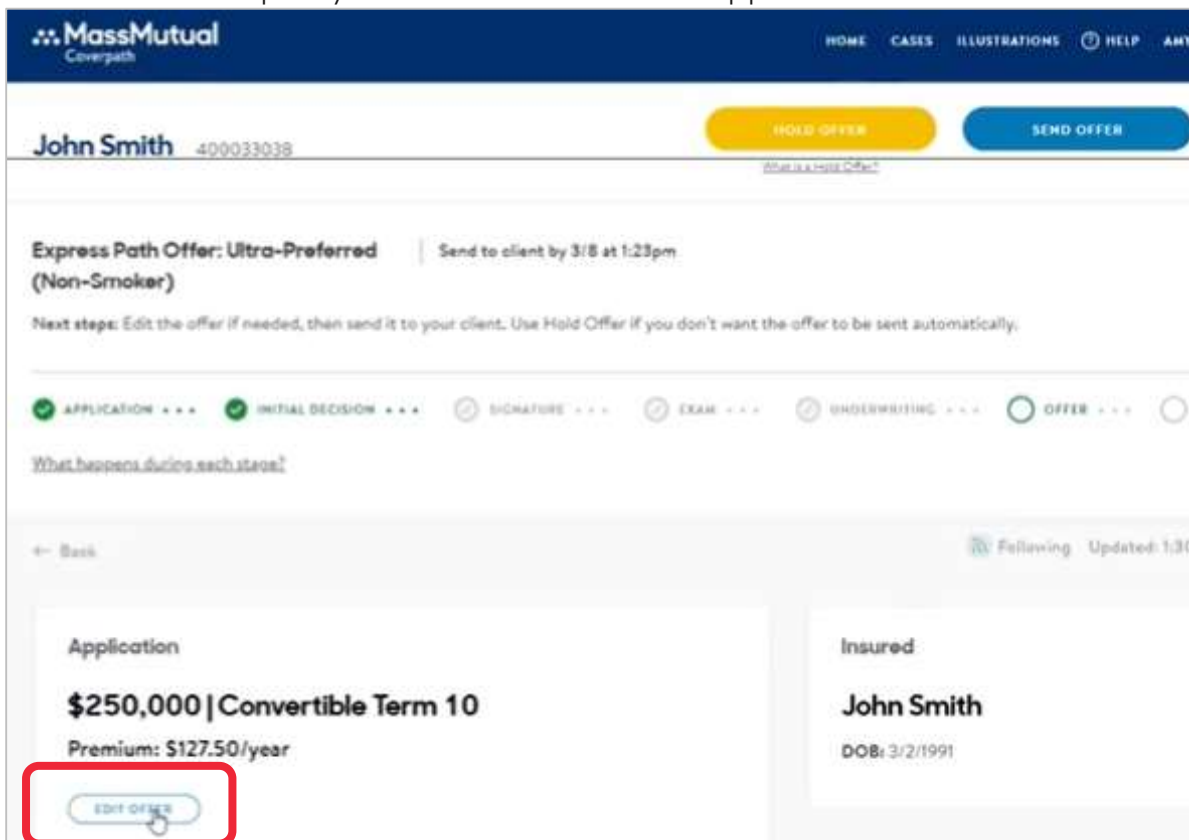 MassMutual
Coverpath
HOME CASES ILLUSTRATIONS ? HELP AMY
John Smith 400033038
HOLD OFFER
SEND OFFER
What is a Hold Offer?
Express Path Offer: Ultra-Preferred
(Non-Smoker)
Send to client by 3/8 at 1:23pm
Next steps: Edit the offer if needed, then send it to your client. Use Hold Offer if you don't want the offer to be sent automatically.
APPLICATION • • • INITIAL DECISION • • • SIGNATURE • • • EXAM • • • UNDERWRITING • • • OFFER • • •
What happens during each stage?
← Back
Following Updated: 1:30
Application
$250,000 | Convertible Term 10
Premium: $127.50/year
EDIT OFFER
Insured
John Smith
DOB: 3/2/1991